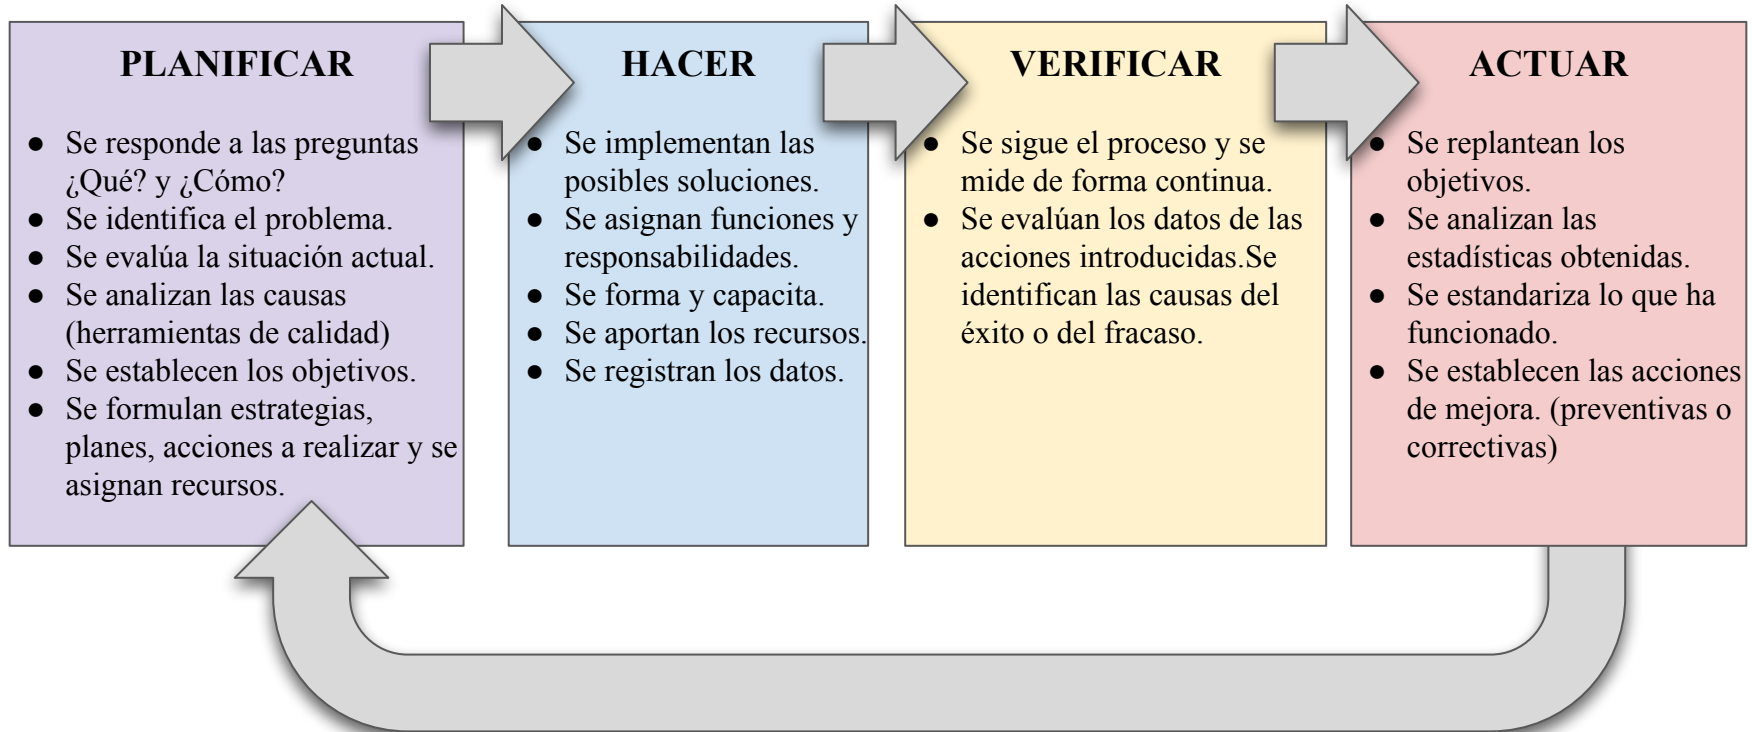 PLANIFICAR
● Se responde a las preguntas
¿Qué? y ¿Cómo?
● Se identifica el problema.
● Se evalúa la situación actual.
● Se analizan las causas
(herramientas de calidad)
● Se establecen los objetivos.
● Se formulan estrategias,
planes, acciones a realizar y se
asignan recursos.
HACER
● Se implementan las
posibles soluciones.
● Se asignan funciones y
responsabilidades.
● Se forma y capacita.
● Se aportan los recursos.
● Se registran los datos.
VERIFICAR
● Se sigue el proceso y se
mide de forma continua.
● Se evalúan los datos de las
acciones introducidas.Se
identifican las causas del
éxito o del fracaso.
ACTUAR
● Se replantean los
objetivos.
● Se analizan las
estadísticas obtenidas.
● Se estandariza lo que ha
funcionado.
● Se establecen las acciones
de mejora. (preventivas o
correctivas)